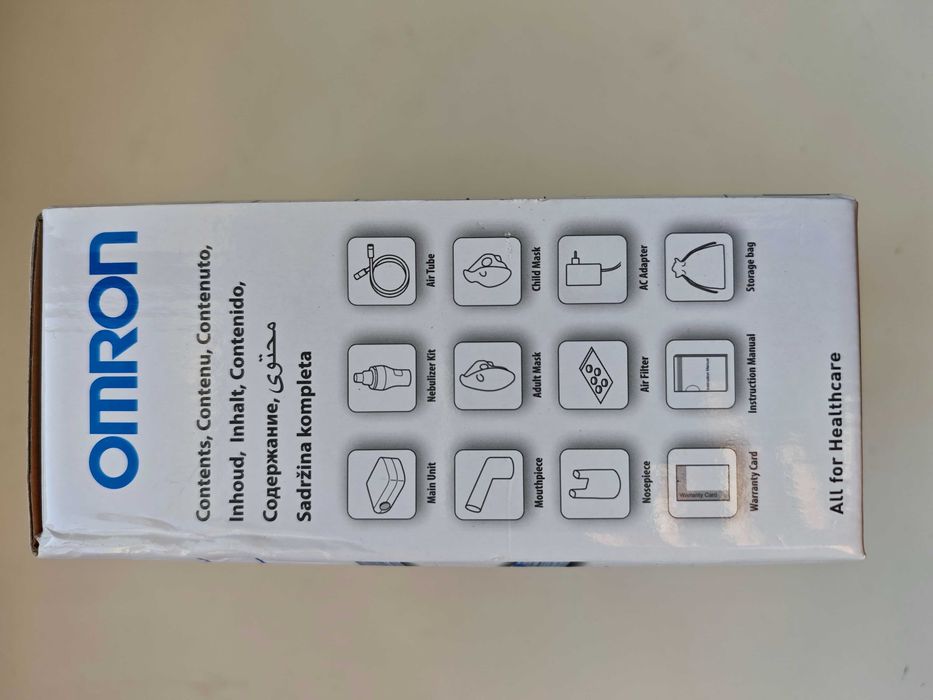 OMRON
Contents, Contenu, Contenuto,
Inhoud, Inhalt, Contenido,
Содержание, محتوى
Sadržina kompleta
Main Unit
Nebulizer Kit
Air Tube
Mouthpiece
Adult Mask
Child Mask
Nosepiece
Air Filter
AC Adapter
Warranty Card
Warranty Card
Instruction Manual
Instruction Manual
Storage bag
All for Healthcare